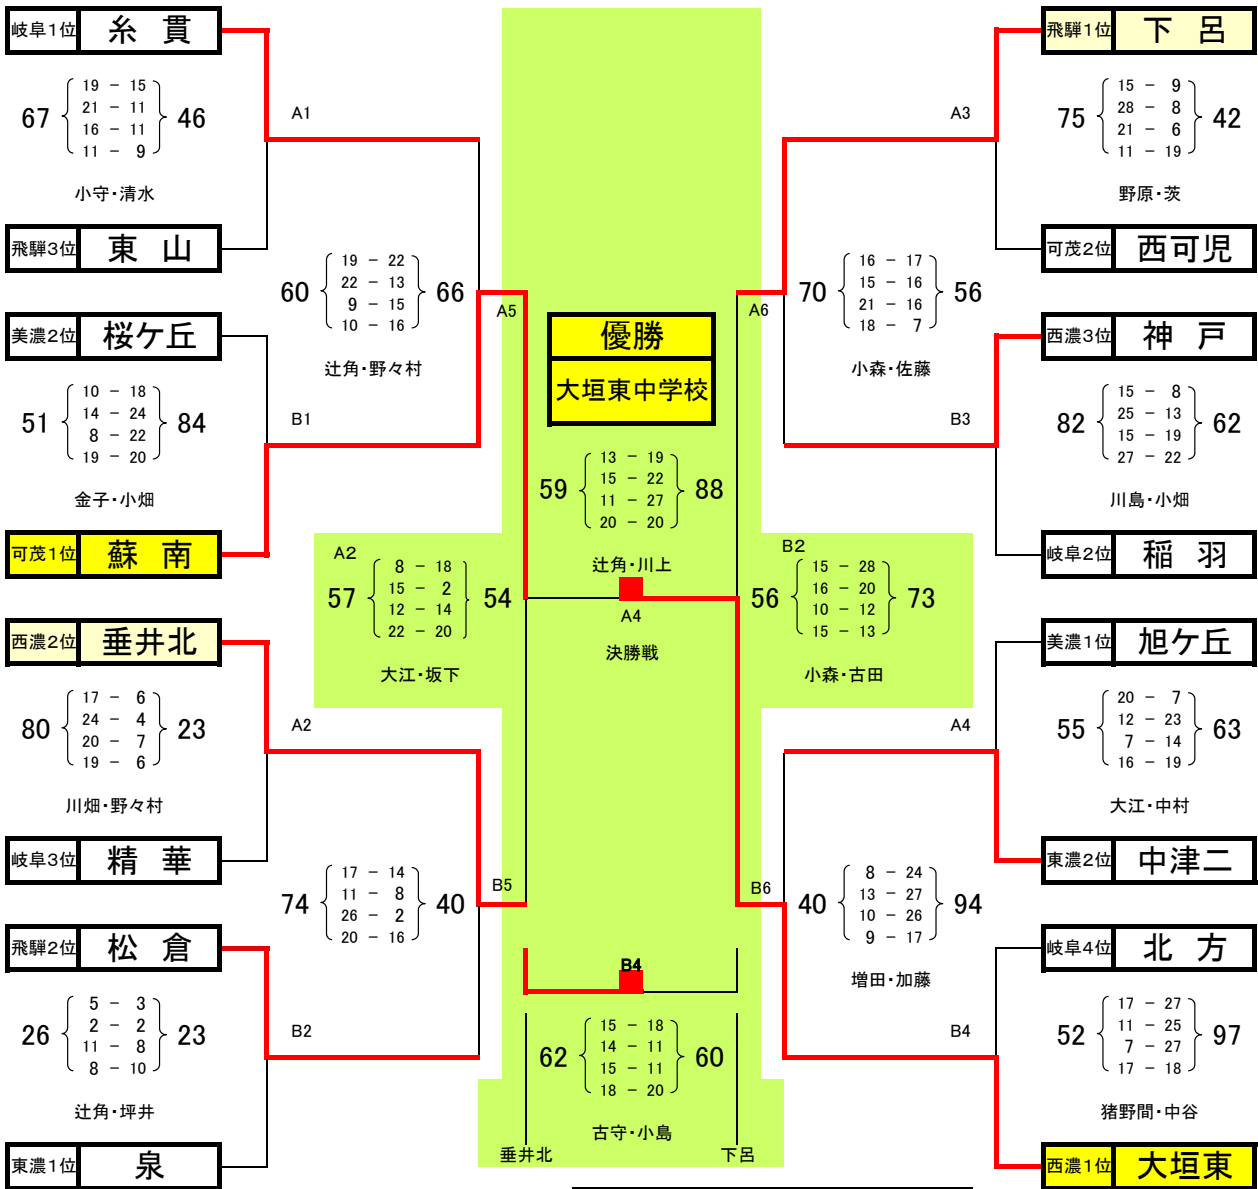 岐阜1位 糸 貫
67 19 － 15 46
21 － 11
16 － 11
11 － 9
A1
小守・清水
飛騨3位 東 山
60 19 － 22 66
22 － 13
9 － 15
10 － 16
A5
辻角・野々村
美濃2位 桜ケ丘
51 10 － 18 84
14 － 24
8 － 22
19 － 20
B1
金子・小畑
可茂1位 蘇 南
A2
57 8 － 18 54
15 － 2
12 － 14
22 － 20
大江・坂下
西濃2位 垂井北
80 17 － 6 23
24 － 4
20 － 7
19 － 6
A2
川畑・野々村
岐阜3位 精 華
74 17 － 14 40
11 － 8
26 － 2
20 － 16
B5
飛騨2位 松 倉
26 5 － 3 23
2 － 2
11 － 8
8 － 10
B2
辻角・坪井
東濃1位 泉
優勝
大垣東中学校
59 13 － 19 88
15 － 22
11 － 27
20 － 20
辻角・川上
A4
決勝戦
B4
62 15 － 18 60
14 － 11
15 － 11
18 － 20
古守・小島
垂井北 下呂
飛騨1位 下 呂
A3
75 15 － 9 42
28 － 8
21 － 6
11 － 19
野原・茨
可茂2位 西可児
70 16 － 17 56
15 － 16
21 － 16
18 － 7
A6
小森・佐藤
西濃3位 神 戸
B3
82 15 － 8 62
25 － 13
15 － 19
27 － 22
川島・小畑
岐阜2位 稲 羽
B2
56 15 － 28 73
16 － 20
10 － 12
15 － 13
小森・古田
美濃1位 旭ケ丘
A4
55 20 － 7 63
12 － 23
7 － 14
16 － 19
大江・中村
東濃2位 中津二
B6
40 8 － 24 94
13 － 27
10 － 26
9 － 17
増田・加藤
岐阜4位 北 方
B4
52 17 － 27 97
11 － 25
7 － 27
17 － 18
猪野間・中谷
西濃1位 大垣東